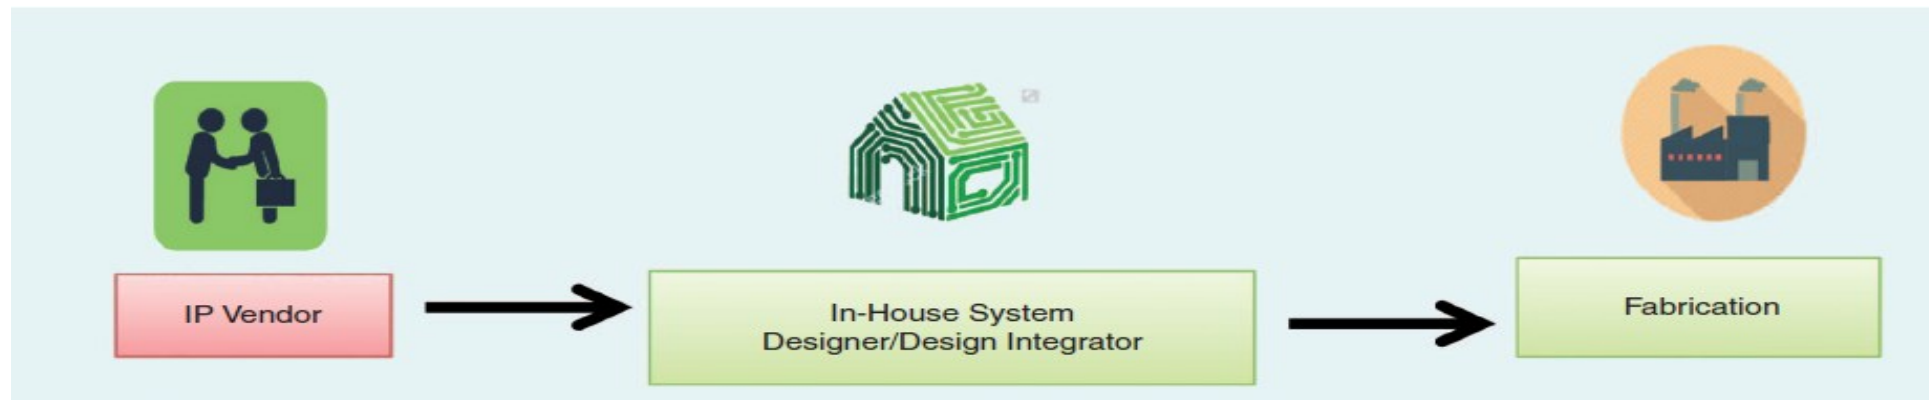 IP Vendor
In-House System
Designer/Design Integrator
Fabrication